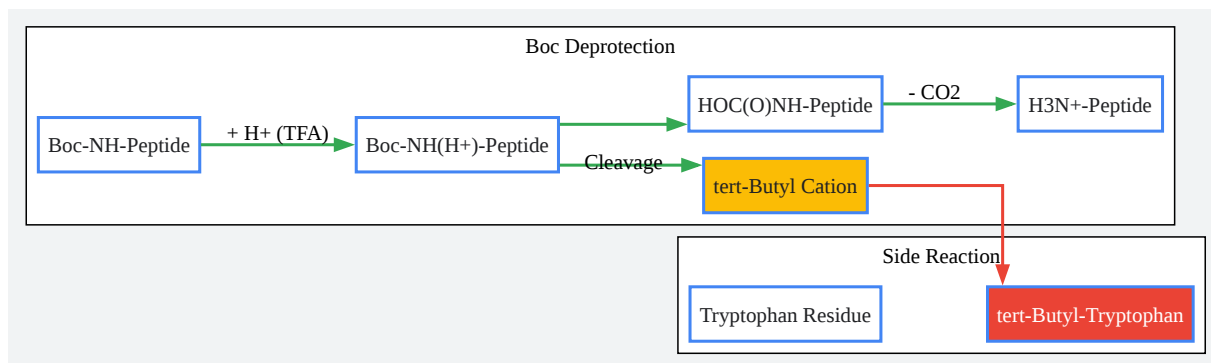 Boc Deprotection
Boc-NH-Peptide
+ H+ (TFA)
Boc-NH(H+)-Peptide
HOC(O)NH-Peptide
- CO2
H3N+-Peptide
Cleavage
tert-Butyl Cation
Side Reaction
Tryptophan Residue
tert-Butyl-Tryptophan